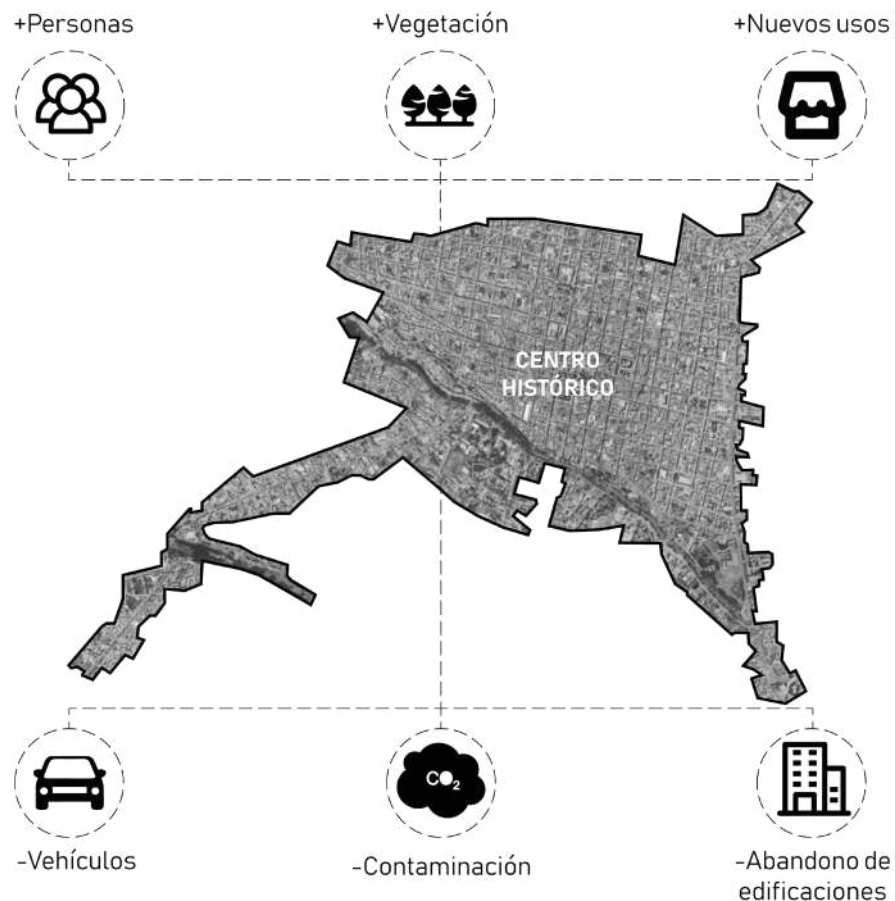 +Personas
+Vegetación
+Nuevos usos
CENTRO
HISTÓRICO
CO2
-Vehículos
-Contaminación
-Abandono de
edificaciones